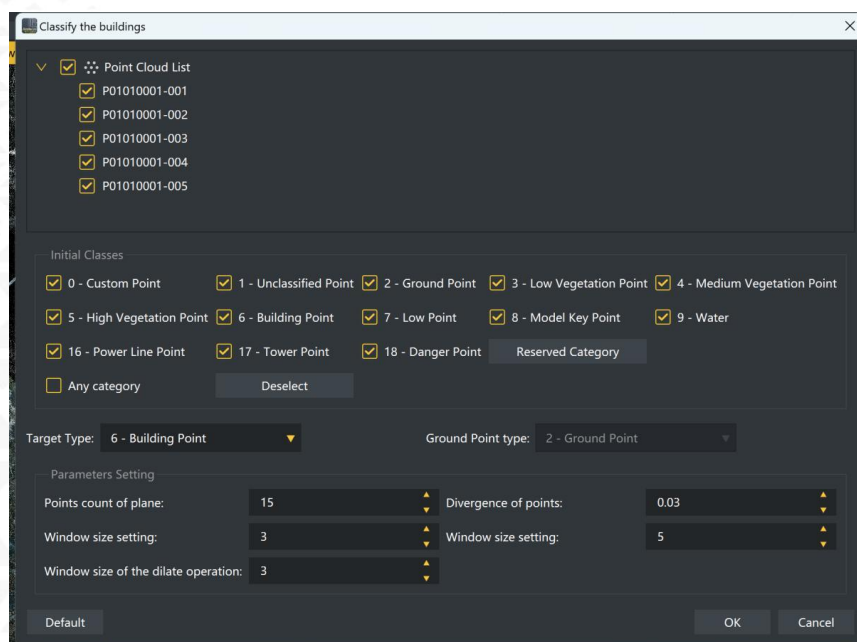 Classify the buildings
Point Cloud List
P01010001-001
P01010001-002
P01010001-003
P01010001-004
P01010001-005
Initial Classes
0 - Custom Point 1 - Unclassified Point 2 - Ground Point 3 - Low Vegetation Point 4 - Medium Vegetation Point
5 - High Vegetation Point 6 - Building Point 7 - Low Point 8 - Model Key Point 9 - Water
16 - Power Line Point 17 - Tower Point 18 - Danger Point Reserved Category
Any category Deselect
Target Type: 6 - Building Point Ground Point type: 2 - Ground Point
Parameters Setting
Points count of plane: 15 Divergence of points: 0.03
Window size setting: 3 Window size setting: 5
Window size of the dilate operation: 3
Default OK Cancel